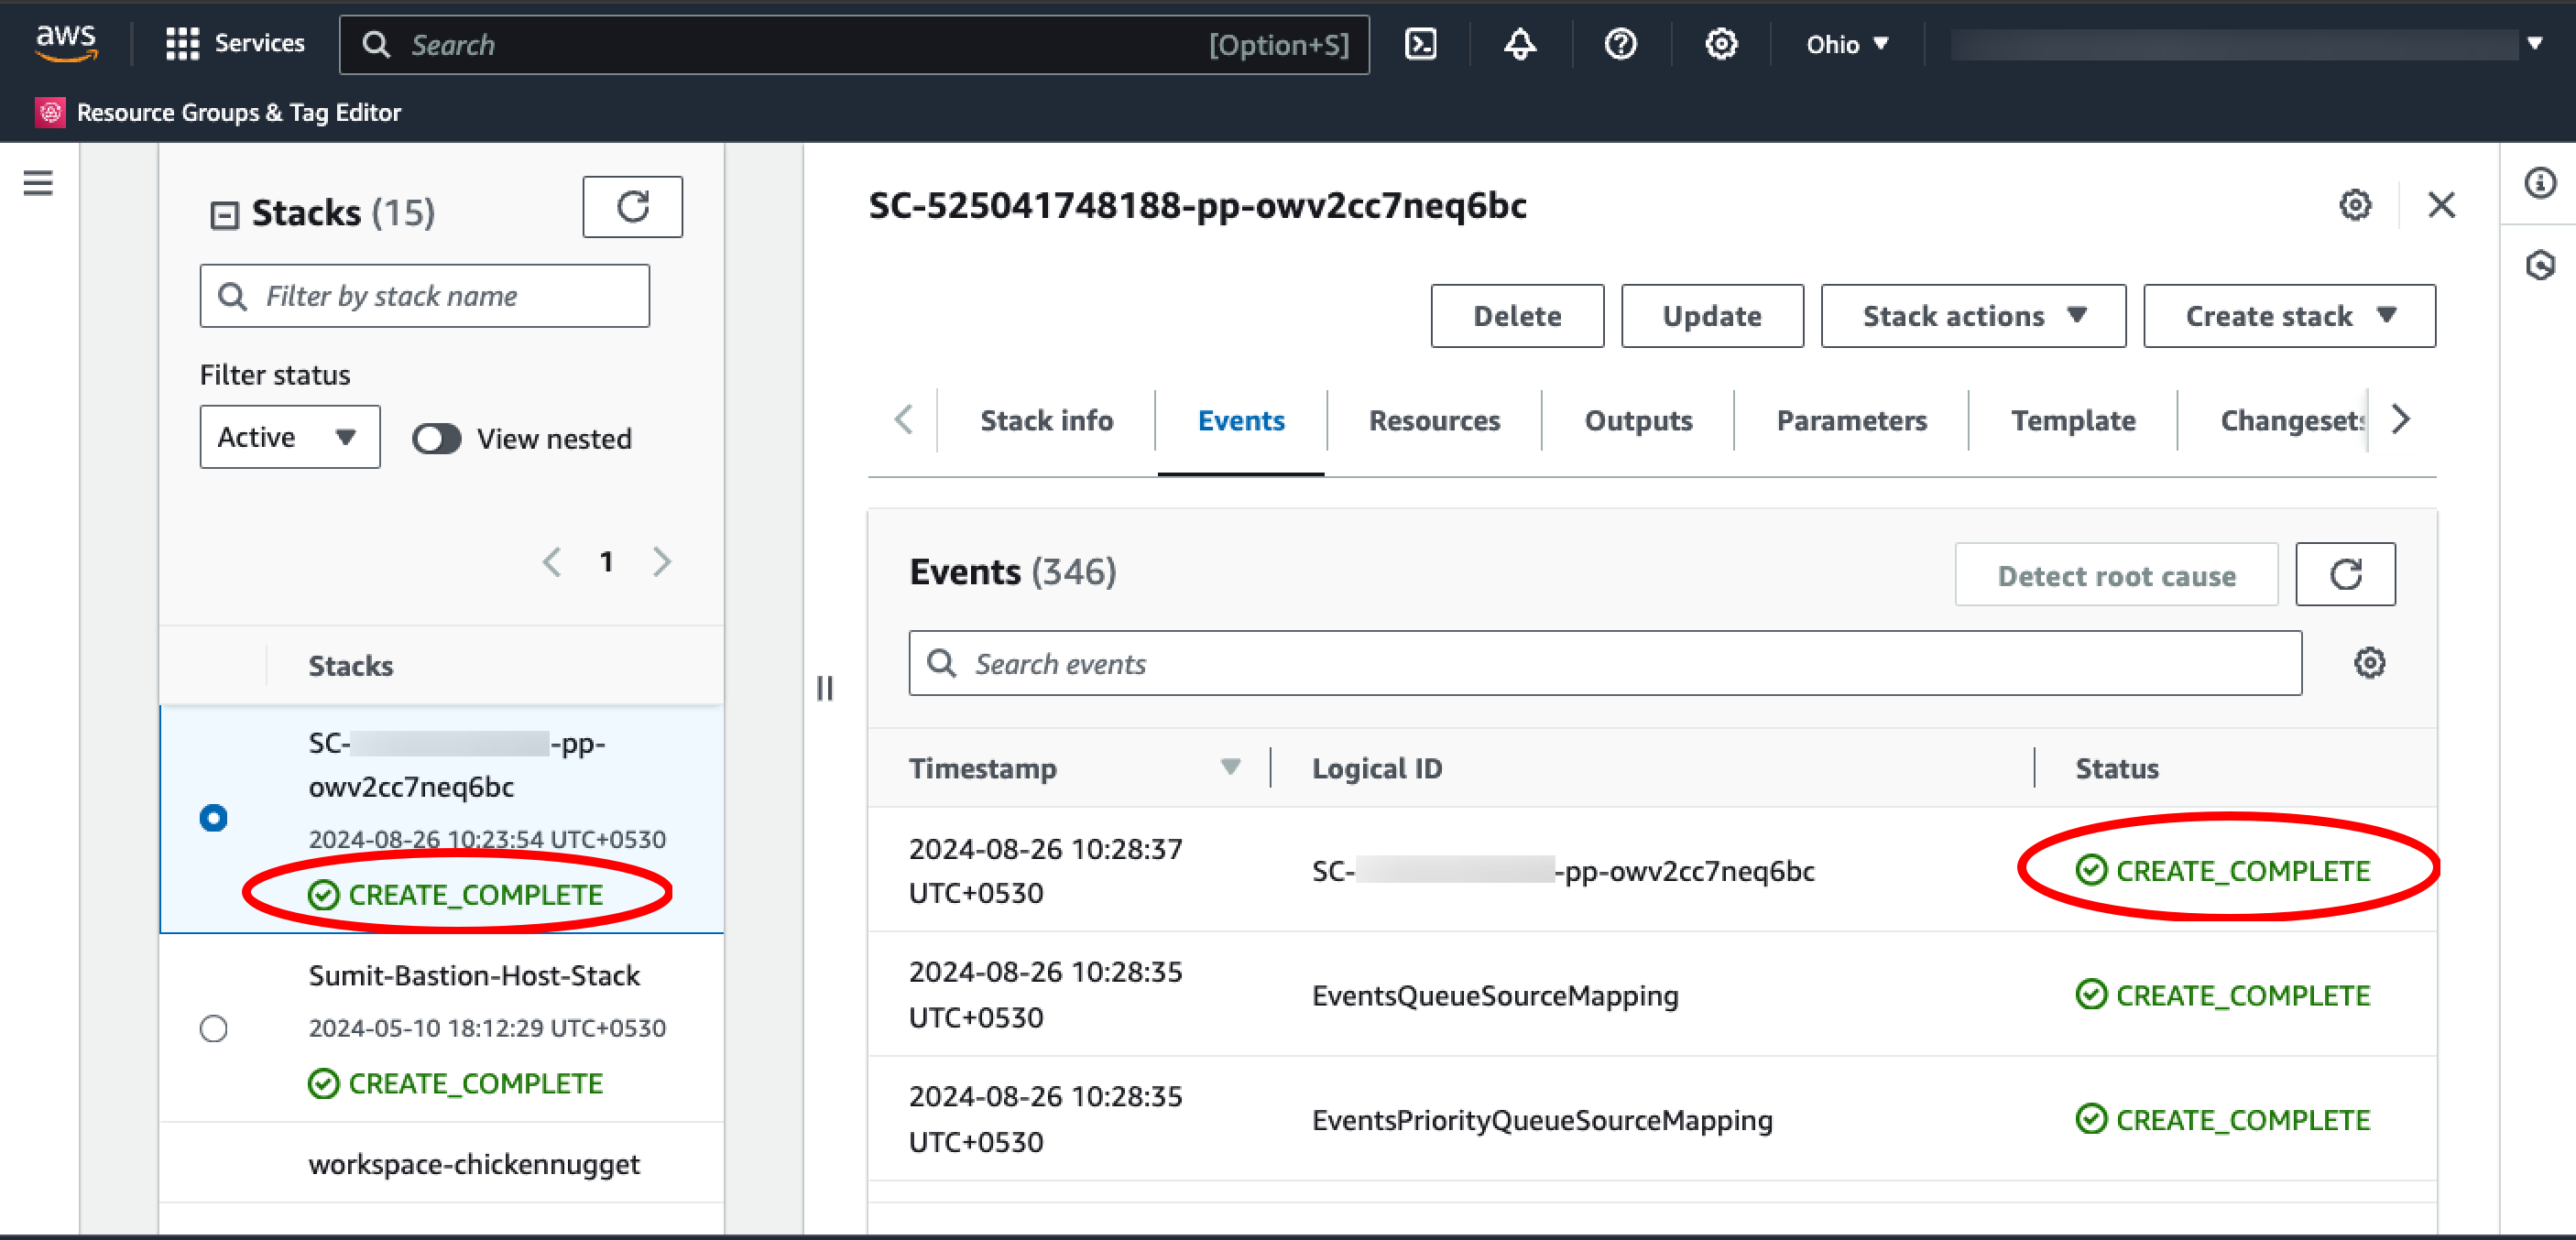 aws
Services
Search [Option+S]
Ohio
Resource Groups & Tag Editor
Stacks (15)
Filter by stack name
Filter status
Active
View nested
1
Stacks
SC- -pp-
owv2cc7neq6bc
2024-08-26 10:23:54 UTC+0530
CREATE_COMPLETE
Sumit-Bastion-Host-Stack
2024-05-10 18:12:29 UTC+0530
CREATE_COMPLETE
workspace-chickennugget
SC-525041748188-pp-owv2cc7neq6bc
Delete
Update
Stack actions
Create stack
Stack info
Events
Resources
Outputs
Parameters
Template
Changesets
Events (346)
Detect root cause
Search events
Timestamp
Logical ID
Status
2024-08-26 10:28:37
UTC+0530
SC- -pp-owv2cc7neq6bc
CREATE_COMPLETE
2024-08-26 10:28:35
UTC+0530
EventsQueueSourceMapping
CREATE_COMPLETE
2024-08-26 10:28:35
UTC+0530
EventsPriorityQueueSourceMapping
CREATE_COMPLETE